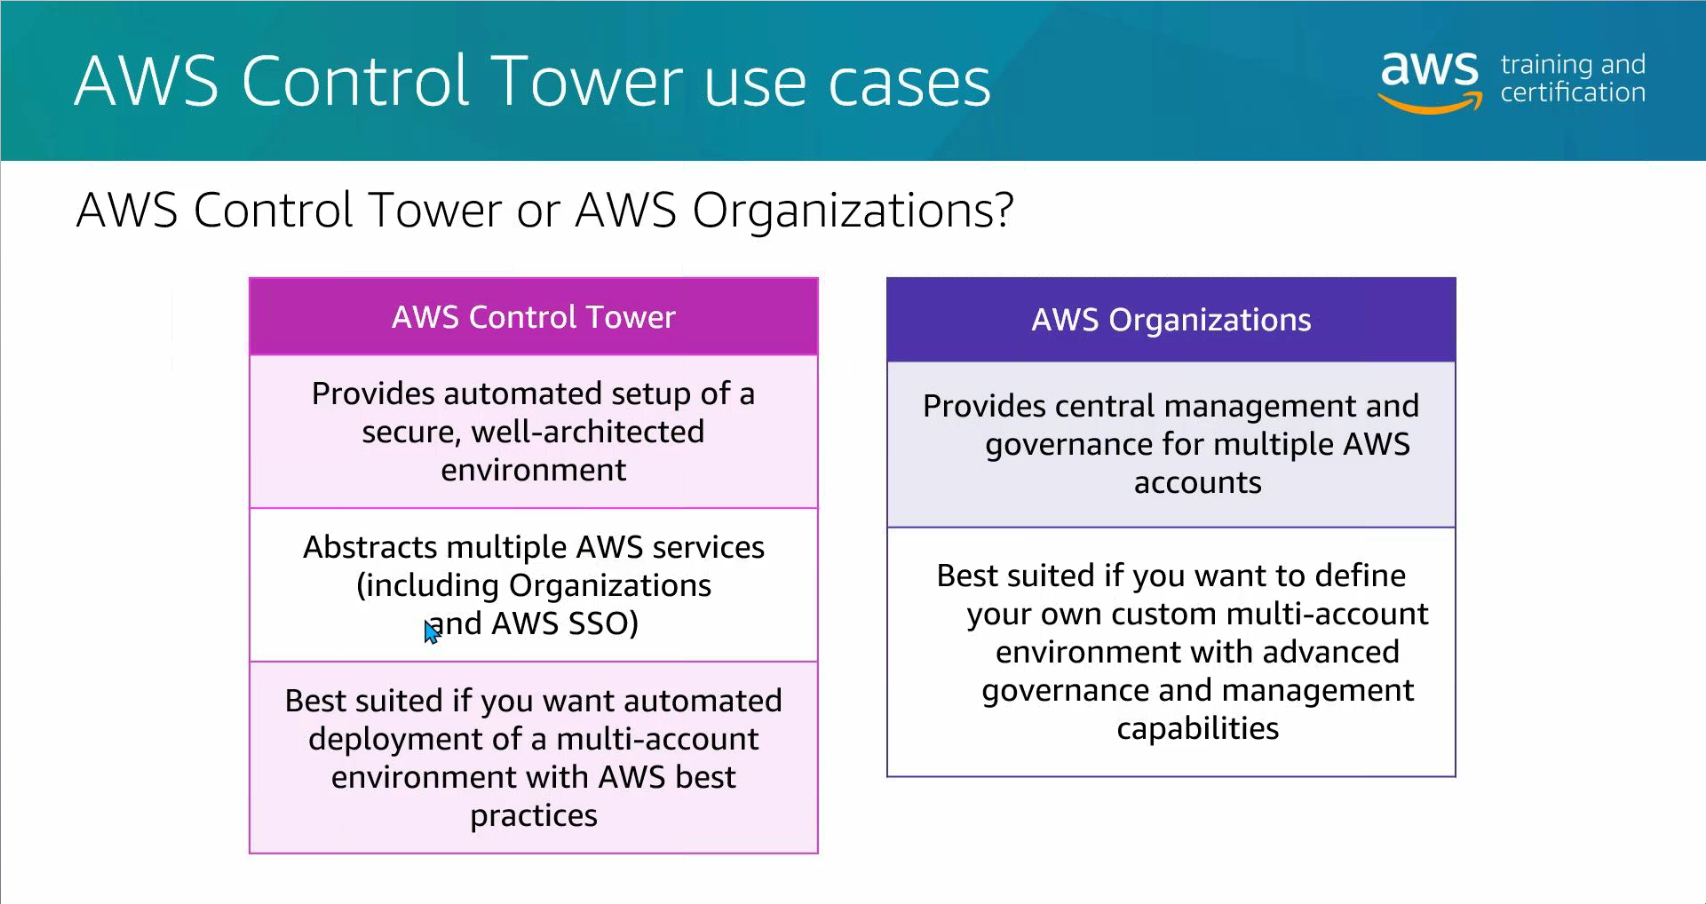 AWS Control Tower use cases
aws training and
certification
AWS Control Tower or AWS Organizations?
AWS Control Tower
Provides automated setup of a
secure, well-architected
environment
Abstracts multiple AWS services
(including Organizations
and AWS SSO)
Best suited if you want automated
deployment of a multi-account
environment with AWS best
practices
AWS Organizations
Provides central management and
governance for multiple AWS
accounts
Best suited if you want to define
your own custom multi-account
environment with advanced
governance and management
capabilities